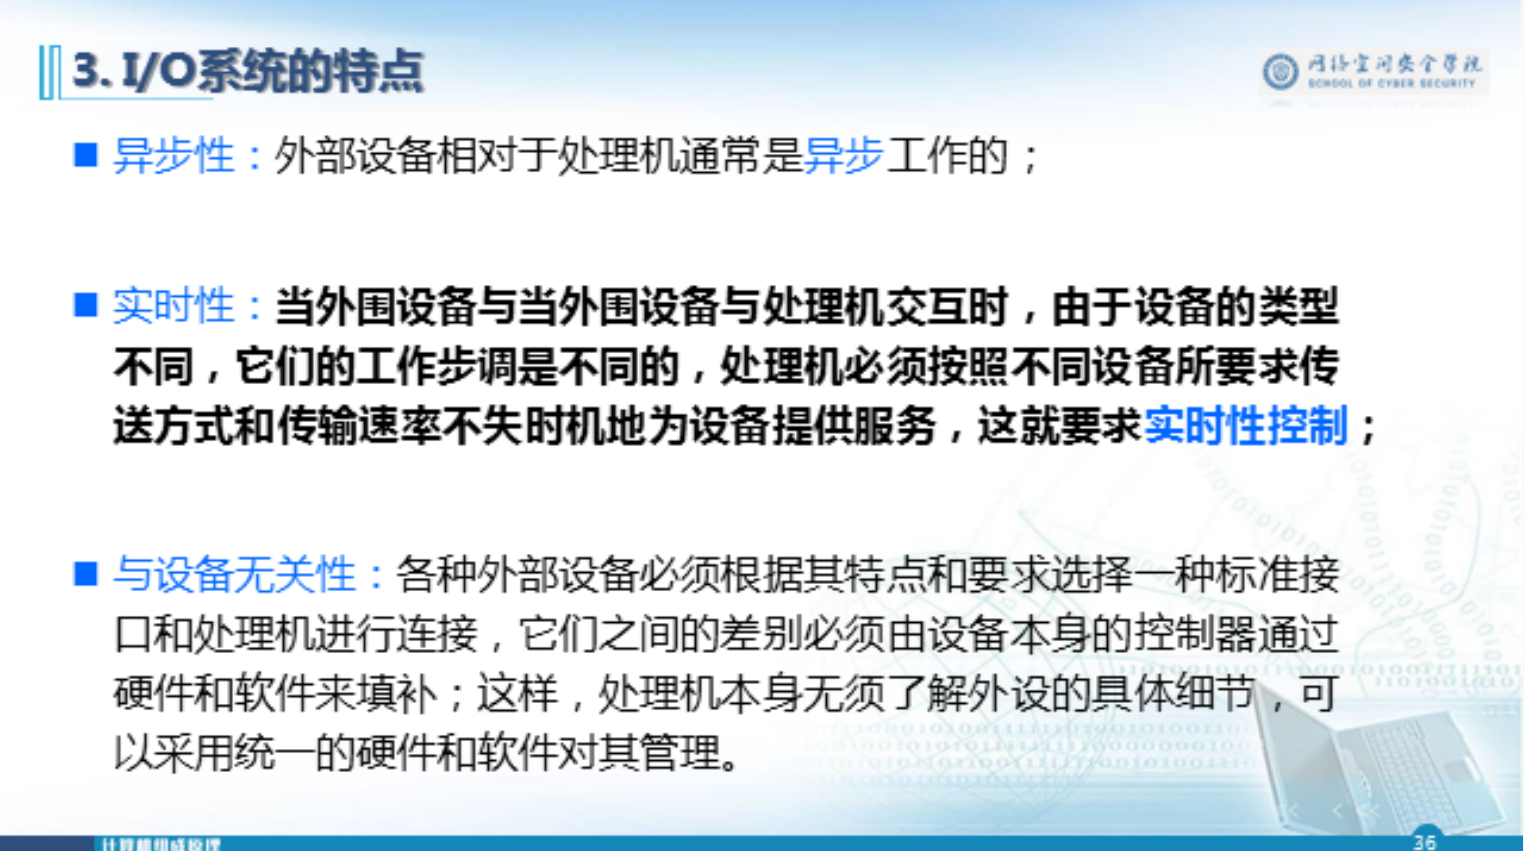 3. I/O系统的特点
网络空间安全学院
SCHOOL OF CYBER SECURITY
异步性：外部设备相对于处理机通常是异步工作的；
实时性：当外围设备与当外围设备与处理机交互时，由于设备的类型
不同，它们的工作步调是不同的，处理机必须按照不同设备所要求传
送方式和传输速率不失时机地为设备提供服务，这就要求实时性控制；
与设备无关性：各种外部设备必须根据其特点和要求选择一种标准接
口和处理机进行连接，它们之间的差别必须由设备本身的控制器通过
硬件和软件来填补；这样，处理机本身无须了解外设的具体细节，可
以采用统一的硬件和软件对其管理。
计算机组成原理
36